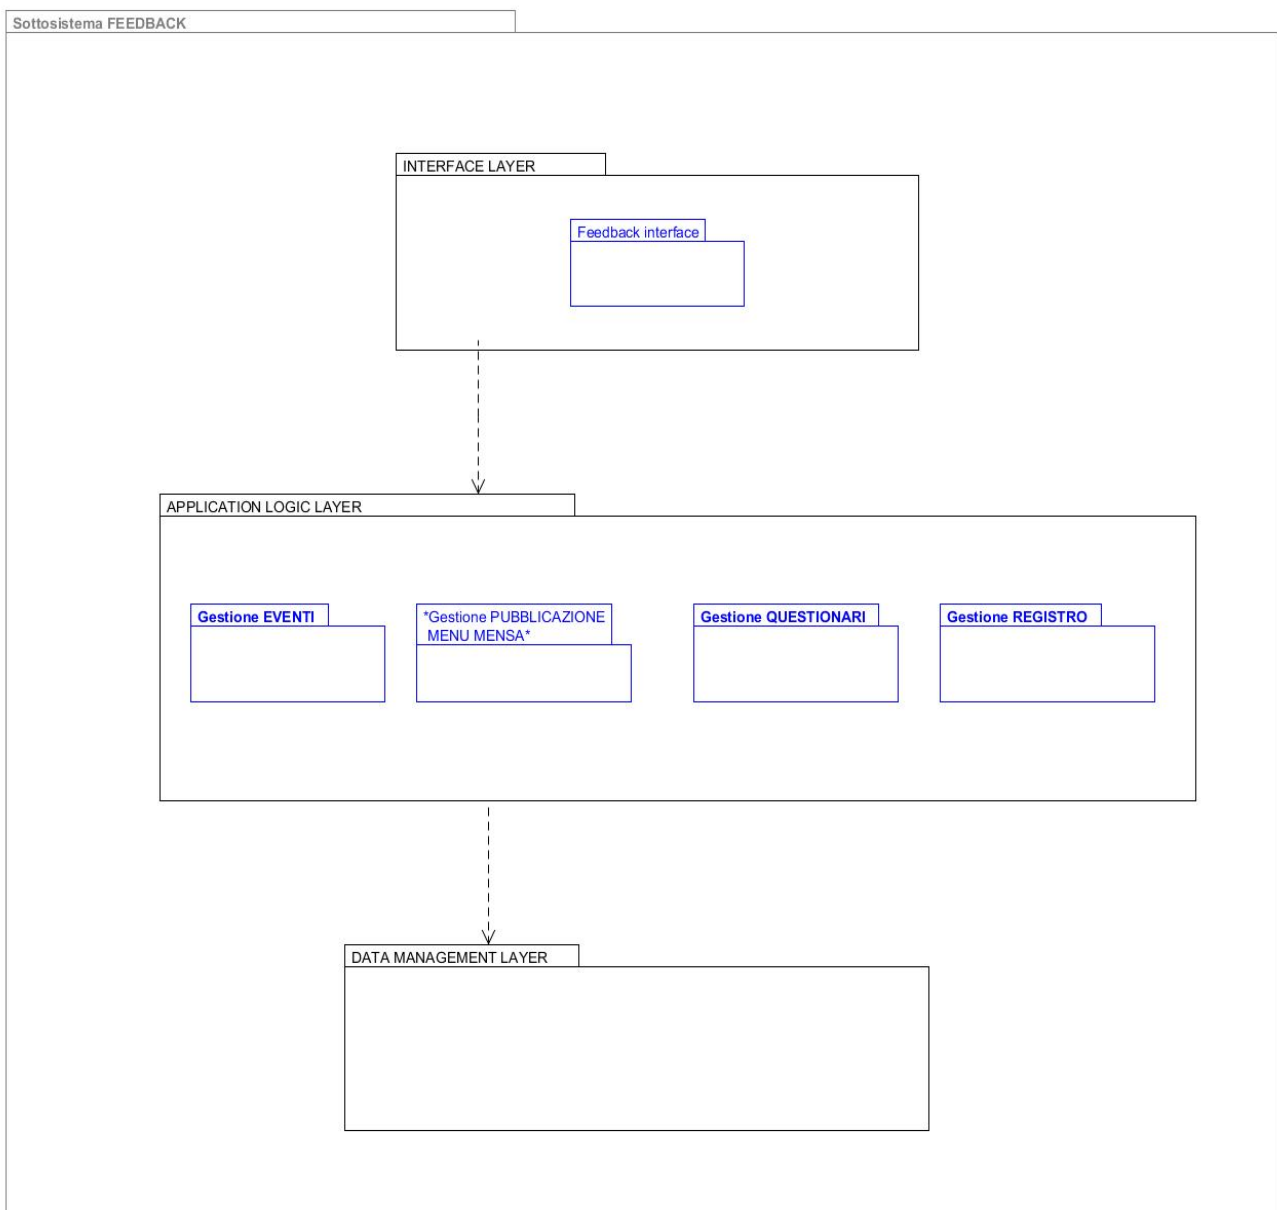 Sottosistema FEEDBACK
INTERFACE LAYER
Feedback interface
APPLICATION LOGIC LAYER
Gestione EVENTI
*Gestione PUBBLICAZIONE
MENU MENSA*
Gestione QUESTIONARI
Gestione REGISTRO
DATA MANAGEMENT LAYER